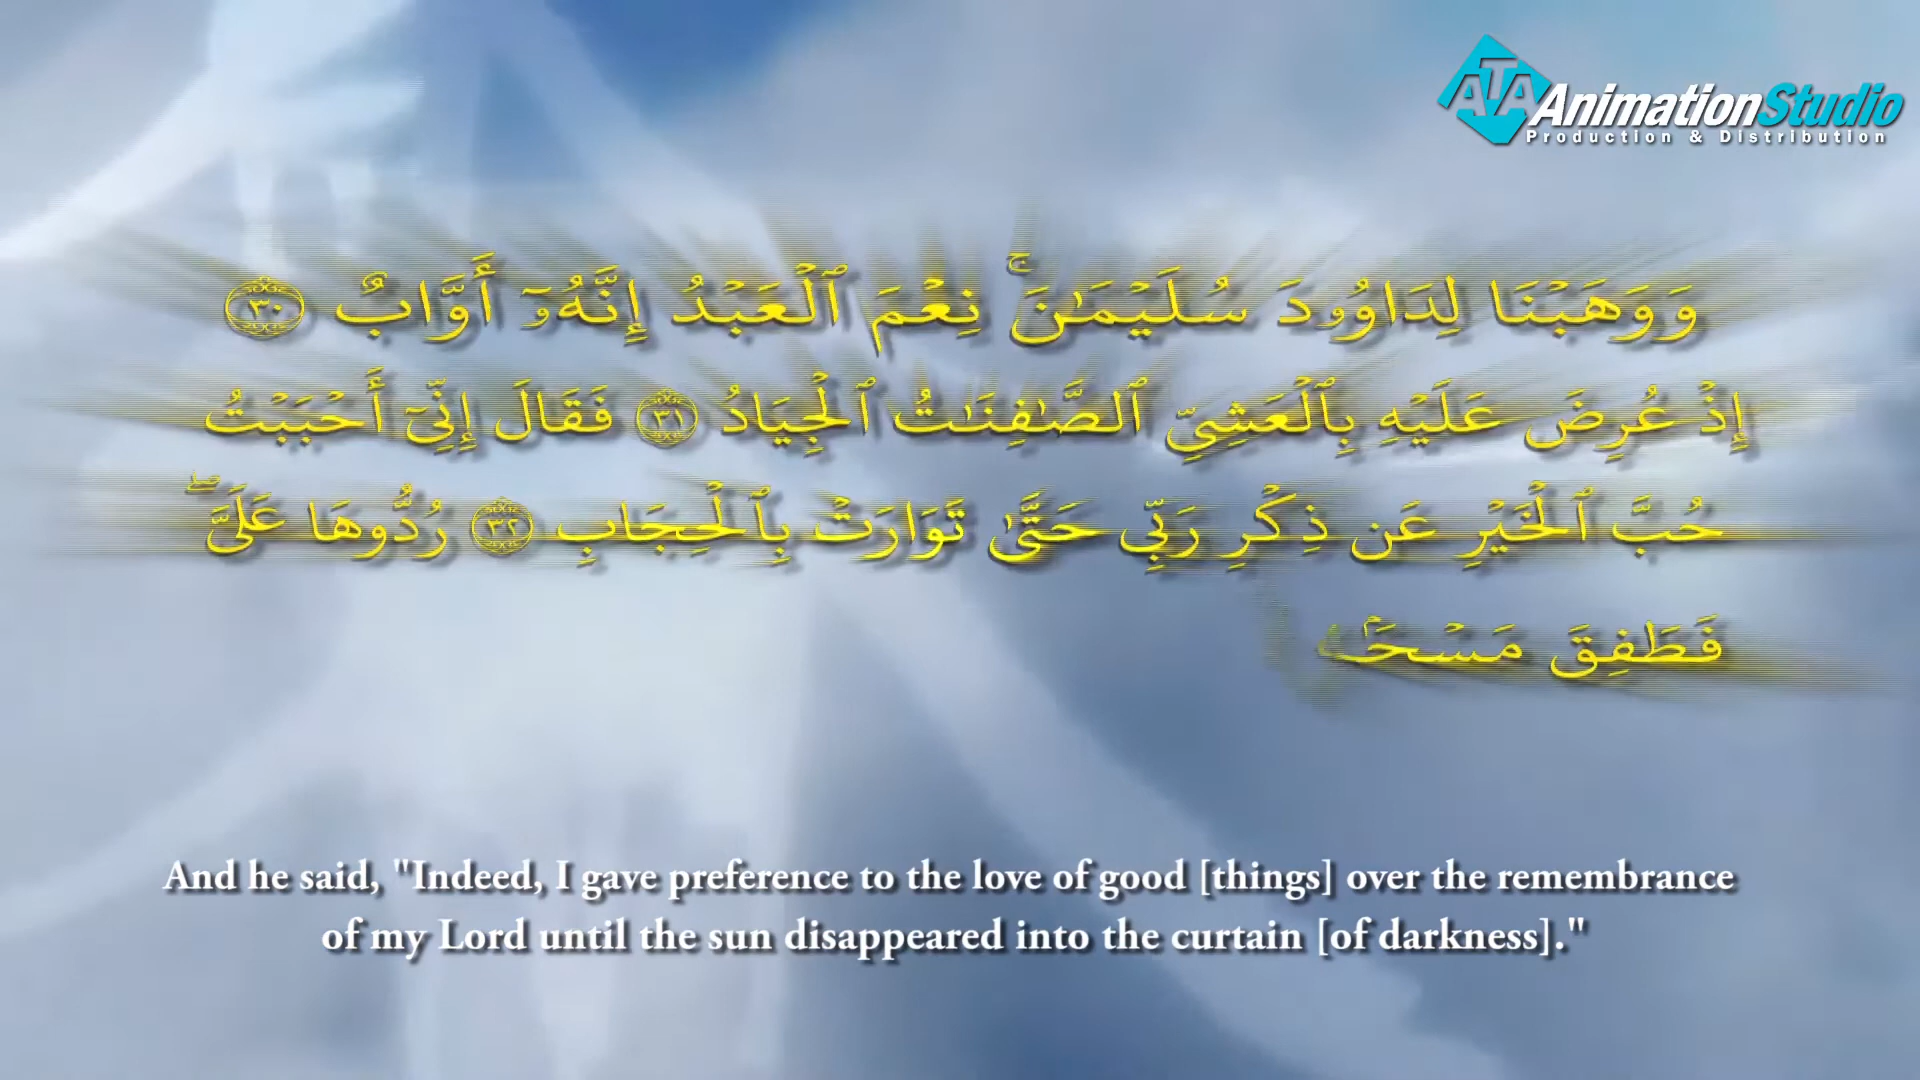 ATA AnimationStudio
Production & Distribution
وَوَهَبْنَا لِدَاوُۥدَ سُلَيْمَٰنَ ۚ نِعْمَ ٱلْعَبْدُ إِنَّهُۥٓ أَوَّابٌ ٣٠
إِذْ عُرِضَ عَلَيْهِ بِٱلْعَشِىِّ ٱلصَّٰفِنَٰتُ ٱلْجِيَادُ ٣١ فَقَالَ إِنِّىٓ أَحْبَبْتُ
حُبَّ ٱلْخَيْرِ عَن ذِكْرِ رَبِّى حَتَّىٰ تَوَارَتْ بِٱلْحِجَابِ ٣٢ رُدُّوهَا عَلَىَّ ۖ
فَطَفِقَ مَسْحًۢا
And he said, "Indeed, I gave preference to the love of good [things] over the remembrance
of my Lord until the sun disappeared into the curtain [of darkness]."